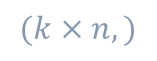 (k × n,)